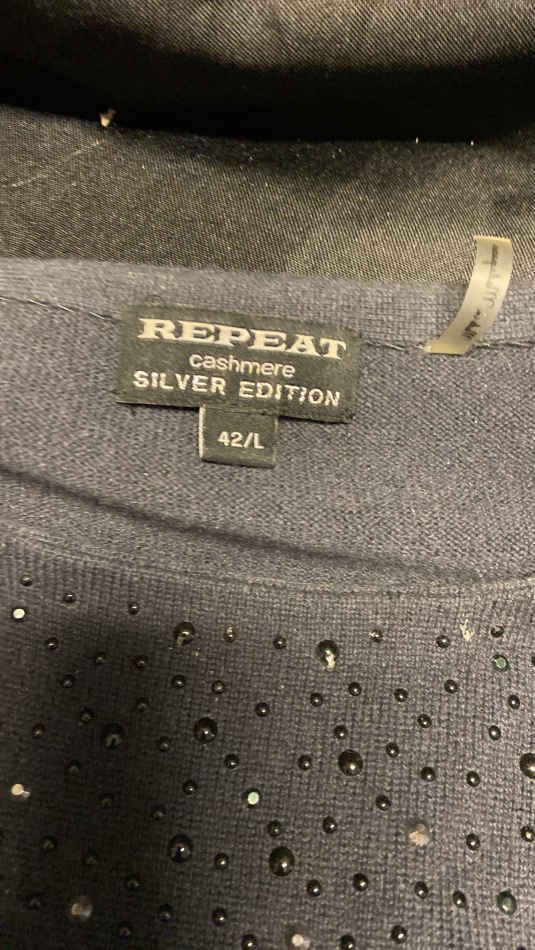 REPEAT
cashmere
SILVER EDITION
42/L